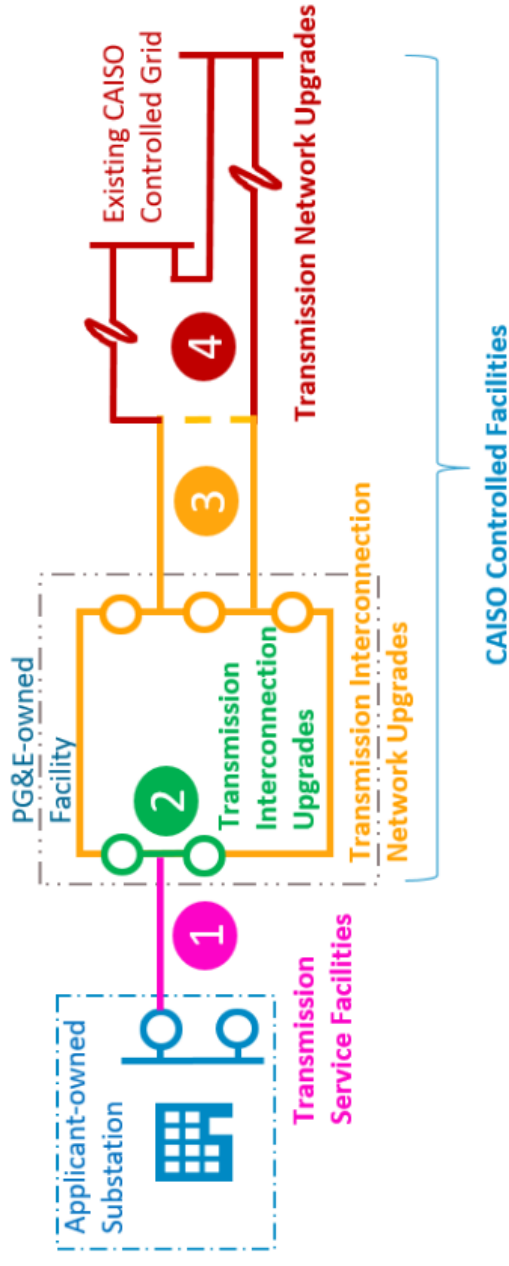 Applicant-owned
Substation
1
Transmission
Service Facilities
PG&E-owned
Facility
2
Transmission
Interconnection
Upgrades
Transmission Interconnection
Network Upgrades
3
4
Existing CAISO
Controlled Grid
Transmission Network Upgrades
CAISO Controlled Facilities